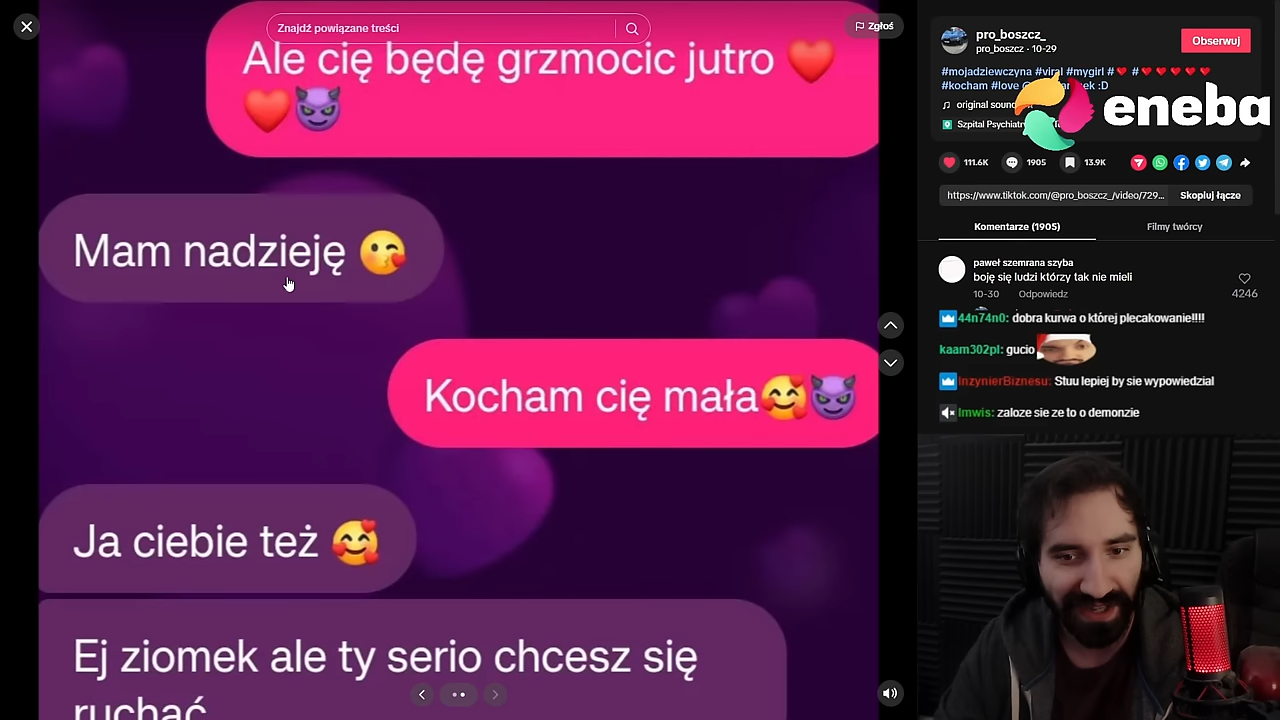 Znajdź powiązane treści
Zgłoś
Ale cię będę grzmocic jutro ❤️
❤️😈
Mam nadzieję 😘
Kocham cię mała🥰😈
Ja ciebie też 🥰
Ej ziomek ale ty serio chcesz się
ruchać
pro_boszcz_
pro_boszcz_ · 10-29
Obserwuj
#mojadziewczyna #viral #mygirl #❤️ #❤️❤️❤️❤️❤️
#kocham #love :D
♫ original sound
Szpital
eneba
111.6K
1905
13.9K
https://www.tiktok.com/@pro_boszcz_/video/729...
Skopiuj łącze
Komentarze (1905)
Filmy twórcy
paweł szemrana szyba
boję się ludzi którzy tak nie mieli
10-30 Odpowiedz
4246
44n74n0: dobra kurwa o której plecakowanie!!!!
kaam302pl: gucio
InzynierBiznesu: Stuu lepiej by sie wypowiedzial
lmwis: zaloze sie ze to o demonzie